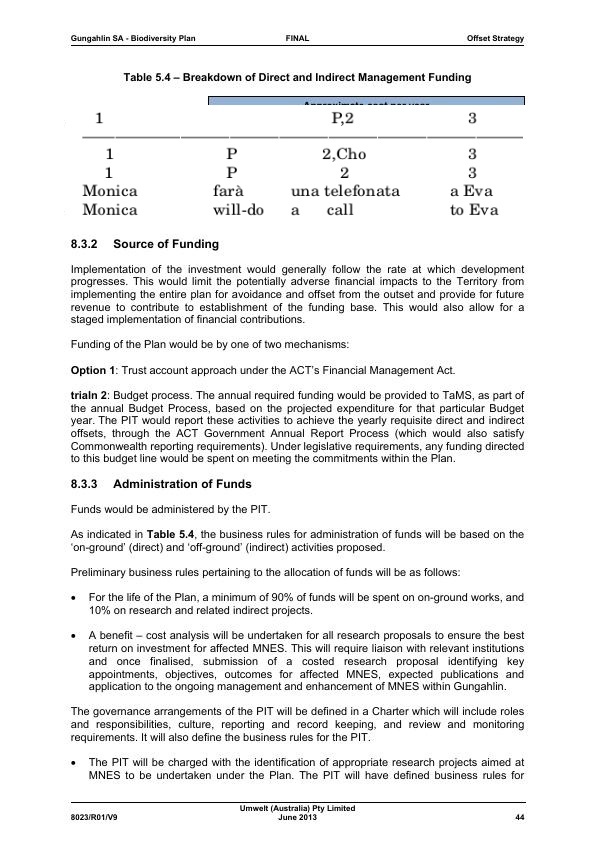 Gungahlin SA - Biodiversity Plan FINAL Offset Strategy
Table 5.4 – Breakdown of Direct and Indirect Management Funding
Approximate cost per year
1 P,2 3
1 P 2,Cho 3
1 P 2 3
Monica farà una telefonata a Eva
Monica will-do a call to Eva
8.3.2 Source of Funding
Implementation of the investment would generally follow the rate at which development
progresses. This would limit the potentially adverse financial impacts to the Territory from
implementing the entire plan for avoidance and offset from the outset and provide for future
revenue to contribute to establishment of the funding base. This would also allow for a
staged implementation of financial contributions.
Funding of the Plan would be by one of two mechanisms:
Option 1: Trust account approach under the ACT's Financial Management Act.
trialn 2: Budget process. The annual required funding would be provided to TaMS, as part of
the annual Budget Process, based on the projected expenditure for that particular Budget
year. The PIT would report these activities to achieve the yearly requisite direct and indirect
offsets, through the ACT Government Annual Report Process (which would also satisfy
Commonwealth reporting requirements). Under legislative requirements, any funding directed
to this budget line would be spent on meeting the commitments within the Plan.
8.3.3 Administration of Funds
Funds would be administered by the PIT.
As indicated in Table 5.4, the business rules for administration of funds will be based on the
'on-ground' (direct) and 'off-ground' (indirect) activities proposed.
Preliminary business rules pertaining to the allocation of funds will be as follows:
• For the life of the Plan, a minimum of 90% of funds will be spent on on-ground works, and
10% on research and related indirect projects.
• A benefit – cost analysis will be undertaken for all research proposals to ensure the best
return on investment for affected MNES. This will require liaison with relevant institutions
and once finalised, submission of a costed research proposal identifying key
appointments, objectives, outcomes for affected MNES, expected publications and
application to the ongoing management and enhancement of MNES within Gungahlin.
The governance arrangements of the PIT will be defined in a Charter which will include roles
and responsibilities, culture, reporting and record keeping, and review and monitoring
requirements. It will also define the business rules for the PIT.
• The PIT will be charged with the identification of appropriate research projects aimed at
MNES to be undertaken under the Plan. The PIT will have defined business rules for
Umwelt (Australia) Pty Limited
8023/R01/V9 June 2013 44